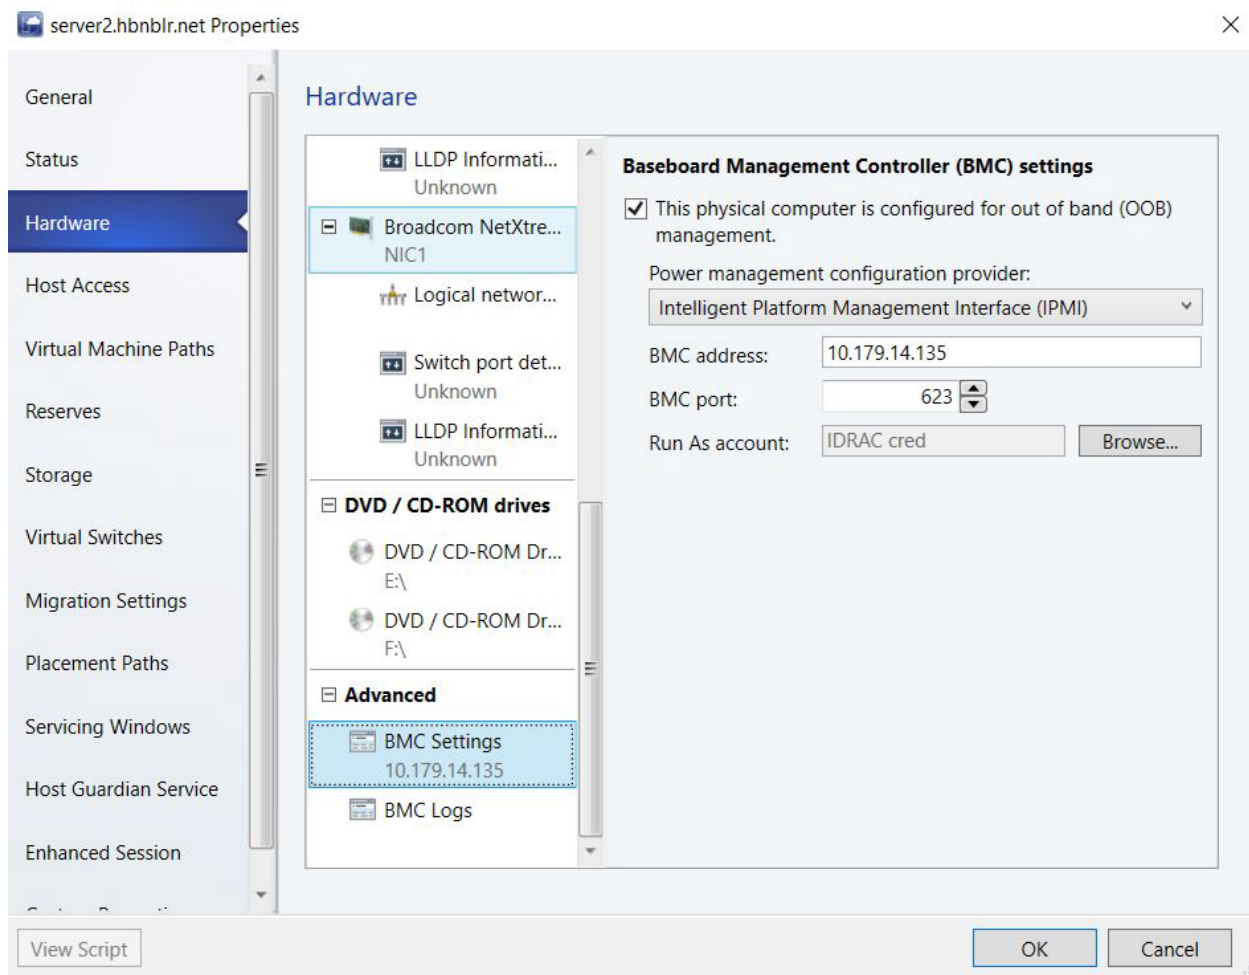 server2.hbnblr.net Properties
General
Status
Hardware
Host Access
Virtual Machine Paths
Reserves
Storage
Virtual Switches
Migration Settings
Placement Paths
Servicing Windows
Host Guardian Service
Enhanced Session
Hardware
LLDP Informati...
Unknown
Broadcom NetXtre...
NIC1
Logical networ...
Switch port det...
Unknown
LLDP Informati...
Unknown
DVD / CD-ROM drives
DVD / CD-ROM Dr...
E:\
DVD / CD-ROM Dr...
F:\
Advanced
BMC Settings
10.179.14.135
BMC Logs
Baseboard Management Controller (BMC) settings
This physical computer is configured for out of band (OOB)
management.
Power management configuration provider:
Intelligent Platform Management Interface (IPMI)
BMC address: 10.179.14.135
BMC port: 623
Run As account: IDRAC cred Browse...
View Script
OK
Cancel